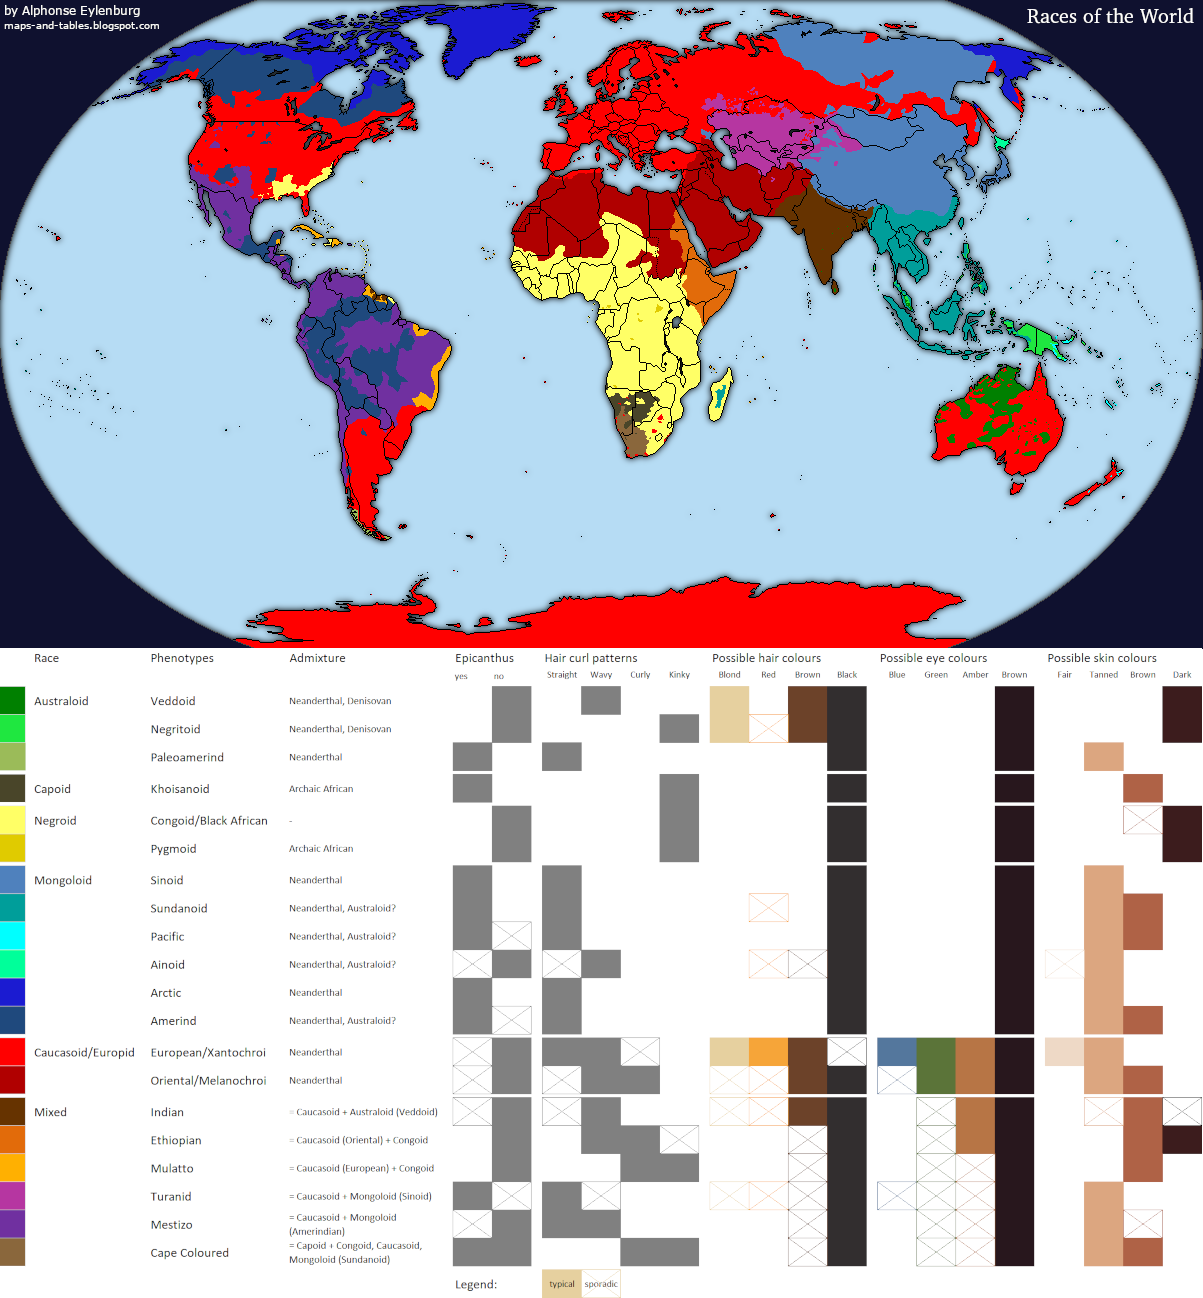 by Alphonse Eylenburg
maps-and-tables.blogspot.com
Races of the World
Race Phenotypes Admixture Epicanthus Hair curl patterns Possible hair colours Possible eye colours Possible skin colours
yes no Straight Wavy Curly Kinky Blond Red Brown Black Blue Green Amber Brown Fair Tanned Brown Dark
Australoid Veddoid Neanderthal, Denisovan
Negritoid Neanderthal, Denisovan
Paleoamerind Neanderthal
Capoid Khoisanoid Archaic African
Negroid Congoid/Black African -
Pygmoid Archaic African
Mongoloid Sinoid Neanderthal
Sundanoid Neanderthal, Australoid?
Pacific Neanderthal, Australoid?
Ainoid Neanderthal, Australoid?
Arctic Neanderthal
Amerind Neanderthal, Australoid?
Caucasoid/Europid European/Xantochroi Neanderthal
Oriental/Melanochroi Neanderthal
Mixed Indian = Caucasoid + Australoid (Veddoid)
Ethiopian = Caucasoid (Oriental) + Congoid
Mulatto = Caucasoid (European) + Congoid
Turanid = Caucasoid + Mongoloid (Sinoid)
Mestizo = Caucasoid + Mongoloid
(Amerindian)
Cape Coloured = Capoid + Congoid, Caucasoid,
Mongoloid (Sundanoid)
Legend: typical sporadic